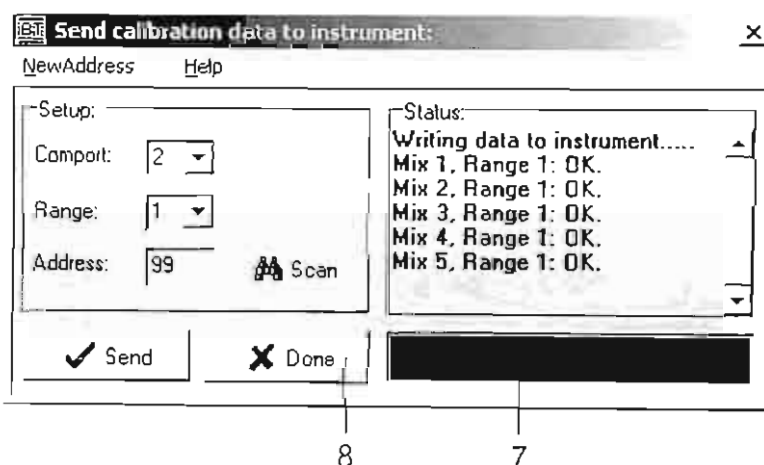 BT Send calibration data to instrument:
NewAddress Help
Setup:
Comport: 2
Range: 1
Address: 99
Scan
Status:
Writing data to instrument.....
Mix 1, Range 1: OK.
Mix 2, Range 1: OK.
Mix 3, Range 1: OK.
Mix 4, Range 1: OK.
Mix 5, Range 1: OK.
Send
Done
8 7